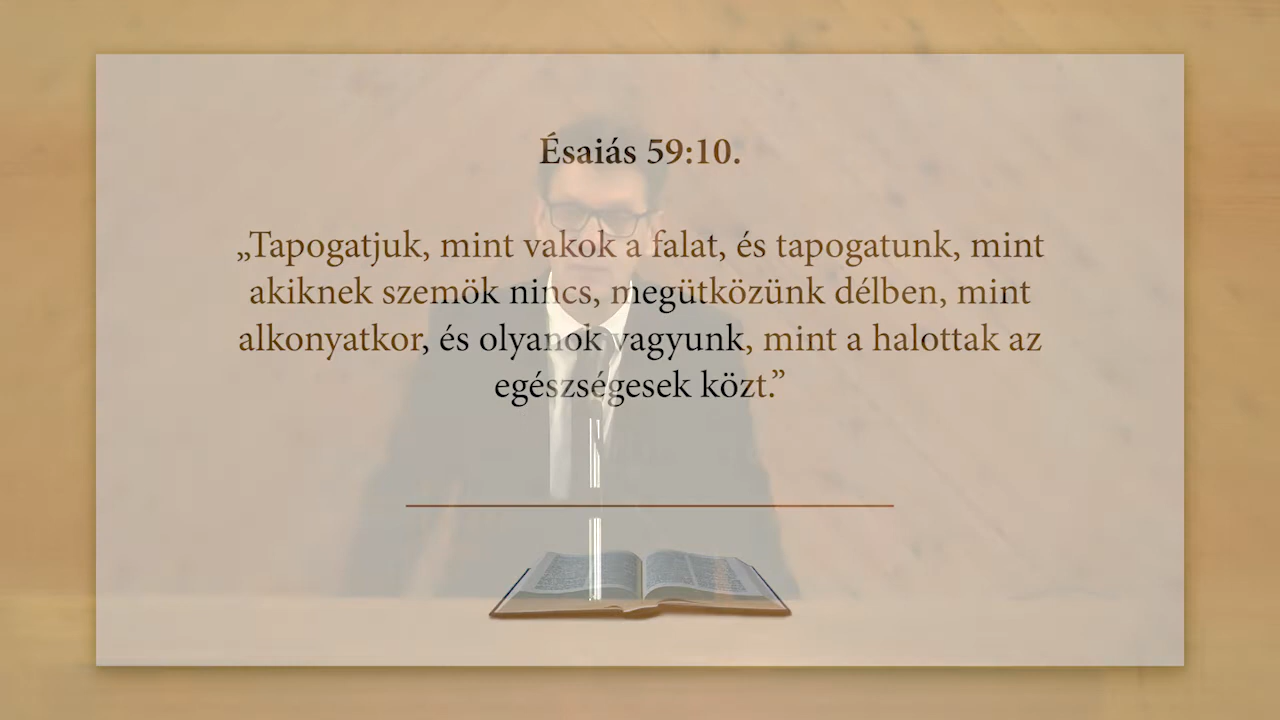 Ésaiás 59:10.
„Tapogatjuk, mint vakok a falat, és tapogatunk, mint
akiknek szemök nincs, megütközünk délben, mint
alkonyatkor, és olyanok vagyunk, mint a halottak az
egészségesek közt.”